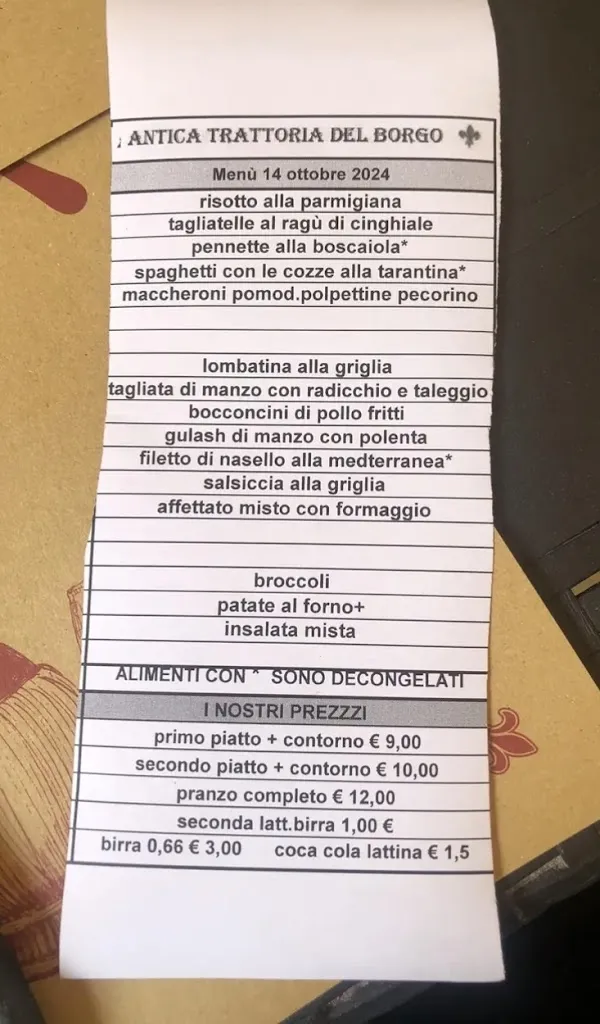 ANTICA TRATTORIA DEL BORGO
Menù 14 ottobre 2024
risotto alla parmigiana
tagliatelle al ragù di cinghiale
pennette alla boscaiola*
spaghetti con le cozze alla tarantina*
maccheroni pomod.polpettine pecorino
lombatina alla griglia
tagliata di manzo con radicchio e taleggio
bocconcini di pollo fritti
gulash di manzo con polenta
filetto di nasello alla medterranea*
salsiccia alla griglia
affettato misto con formaggio
broccoli
patate al forno+
insalata mista
ALIMENTI CON * SONO DECONGELATI
I NOSTRI PREZZZI
primo piatto + contorno € 9,00
secondo piatto + contorno € 10,00
pranzo completo € 12,00
seconda latt.birra 1,00 €
birra 0,66 € 3,00 coca cola lattina € 1,5